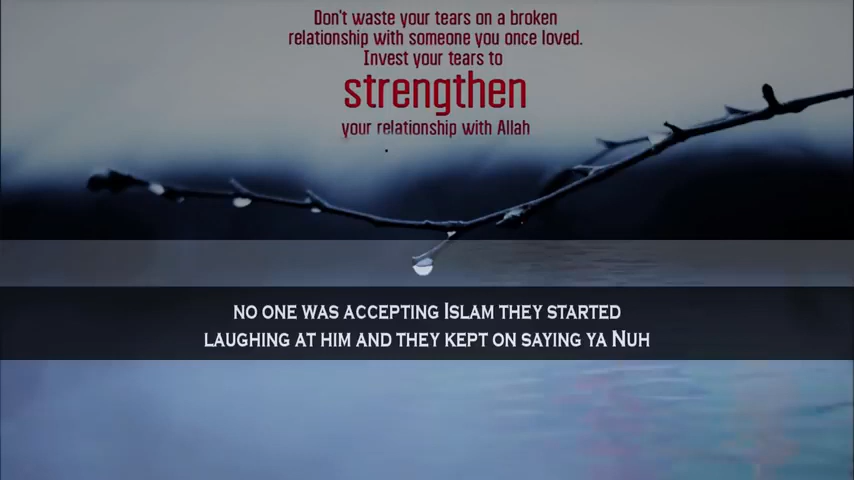 Don't waste your tears on a broken
relationship with someone you once loved.
Invest your tears to
strengthen
your relationship with Allah
NO ONE WAS ACCEPTING ISLAM THEY STARTED
LAUGHING AT HIM AND THEY KEPT ON SAYING YA NUH